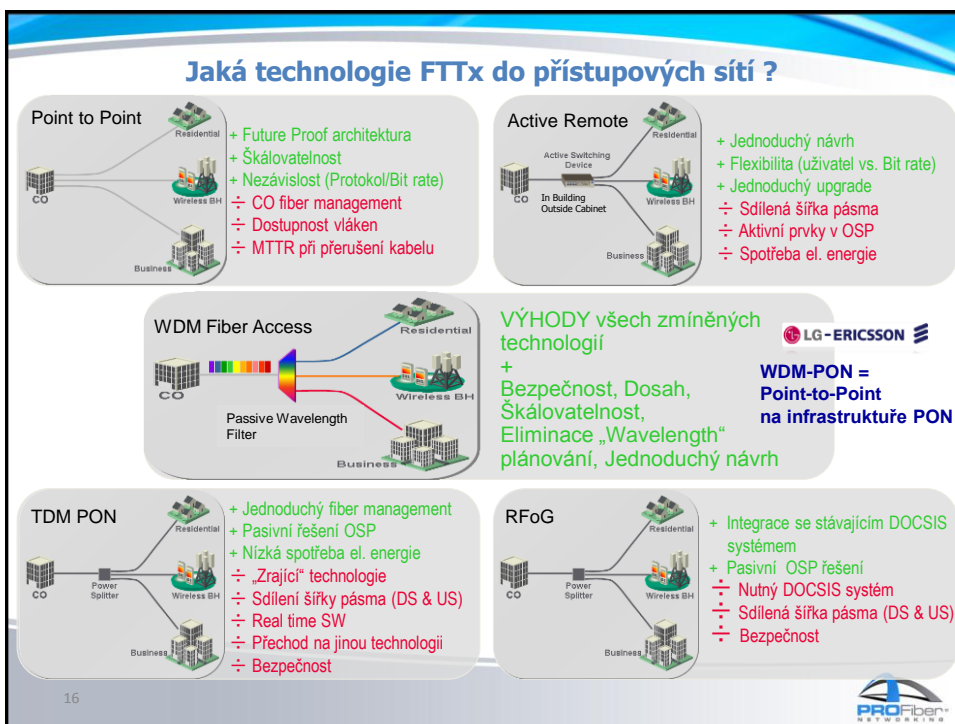 Jaká technologie FTTx do přístupových sítí ?
Point to Point
Residential
CO
Wireless BH
Business
+ Future Proof architektura
+ Škálovatelnost
+ Nezávislost (Protokol/Bit rate)
÷ CO fiber management
÷ Dostupnost vláken
÷ MTTR při přerušení kabelu
Active Remote
Residential
Active Switching
Device
CO
In Building
Outside Cabinet
Wireless BH
Business
+ Jednoduchý návrh
+ Flexibilita (uživatel vs. Bit rate)
+ Jednoduchý upgrade
÷ Sdílená šířka pásma
÷ Aktivní prvky v OSP
÷ Spotřeba el. energie
WDM Fiber Access
Residential
CO
Wireless BH
Passive Wavelength
Filter
Business
VÝHODY všech zmíněných
technologií
+
Bezpečnost, Dosah,
Škálovatelnost,
Eliminace „Wavelength“
plánování, Jednoduchý návrh
LG-ERICSSON
WDM-PON =
Point-to-Point
na infrastruktuře PON
TDM PON
Residential
CO
Power
Splitter
Wireless BH
Business
+ Jednoduchý fiber management
+ Pasivní řešení OSP
+ Nízká spotřeba el. energie
÷ „Zrající“ technologie
÷ Sdílení šířky pásma (DS & US)
÷ Real time SW
÷ Přechod na jinou technologii
÷ Bezpečnost
RFoG
Residential
CO
Power
Splitter
Wireless BH
Business
+ Integrace se stávajícím DOCSIS
systémem
+ Pasivní OSP řešení
÷ Nutný DOCSIS systém
÷ Sdílená šířka pásma (DS & US)
÷ Bezpečnost
16
PROFiber
NETWORKING